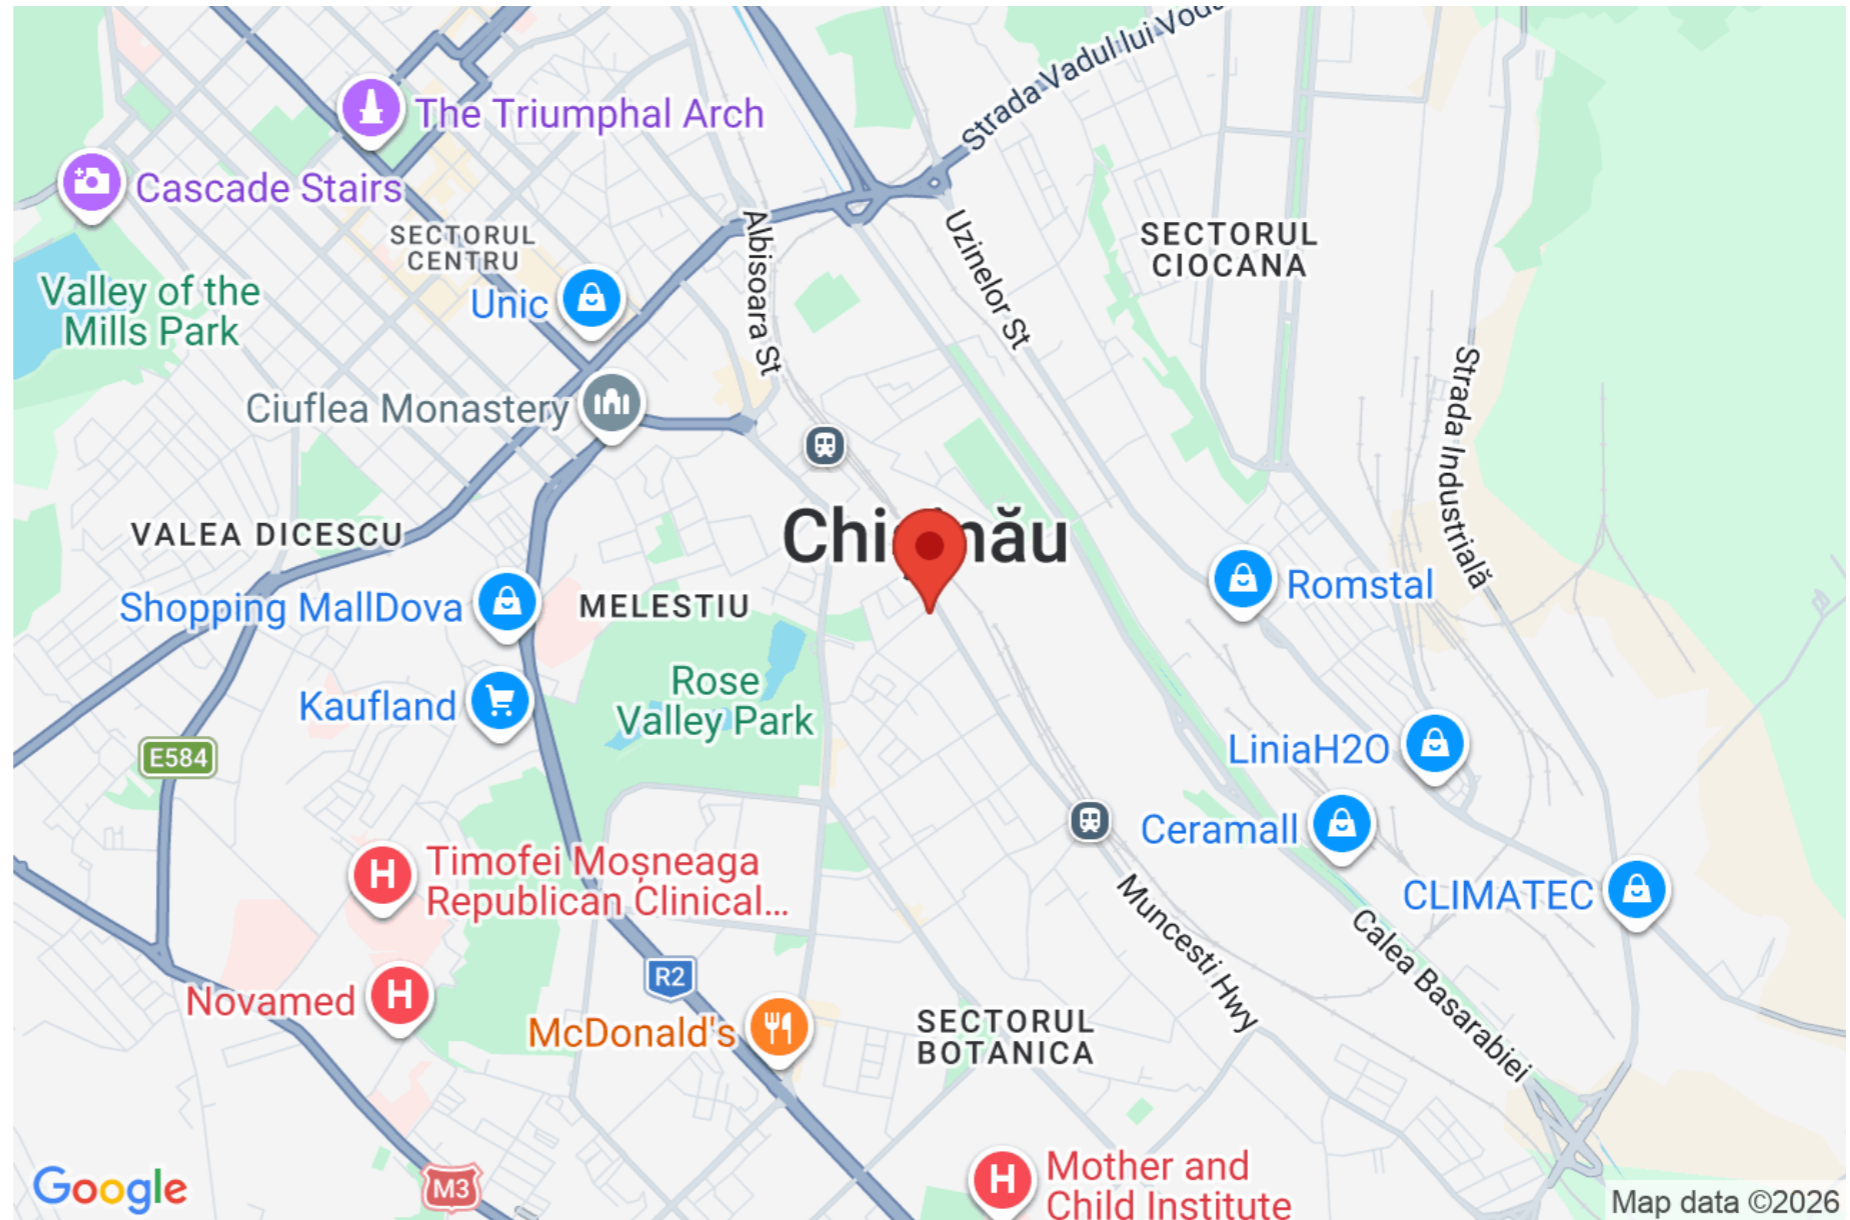 Strada Vadul lui Vodă
The Triumphal Arch
Cascade Stairs
SECTORUL
CENTRU
Albisoara St
Uzinelor St
SECTORUL
CIOCANA
Valley of the
Mills Park
Unic
Ciuflea Monastery
Strada Industrială
VALEA DICESCU
Shopping MallDova
MELESTIU
Romstal
Rose
Valley Park
Kaufland
E584
LiniaH2O
Ceramall
Timofei Moșneaga
Republican Clinical...
CLIMATEC
Muncesti Hwy
Calea Basarabiei
Novamed
R2
McDonald's
SECTORUL
BOTANICA
Mother and
Child Institute
M3
Google
Map data ©2026